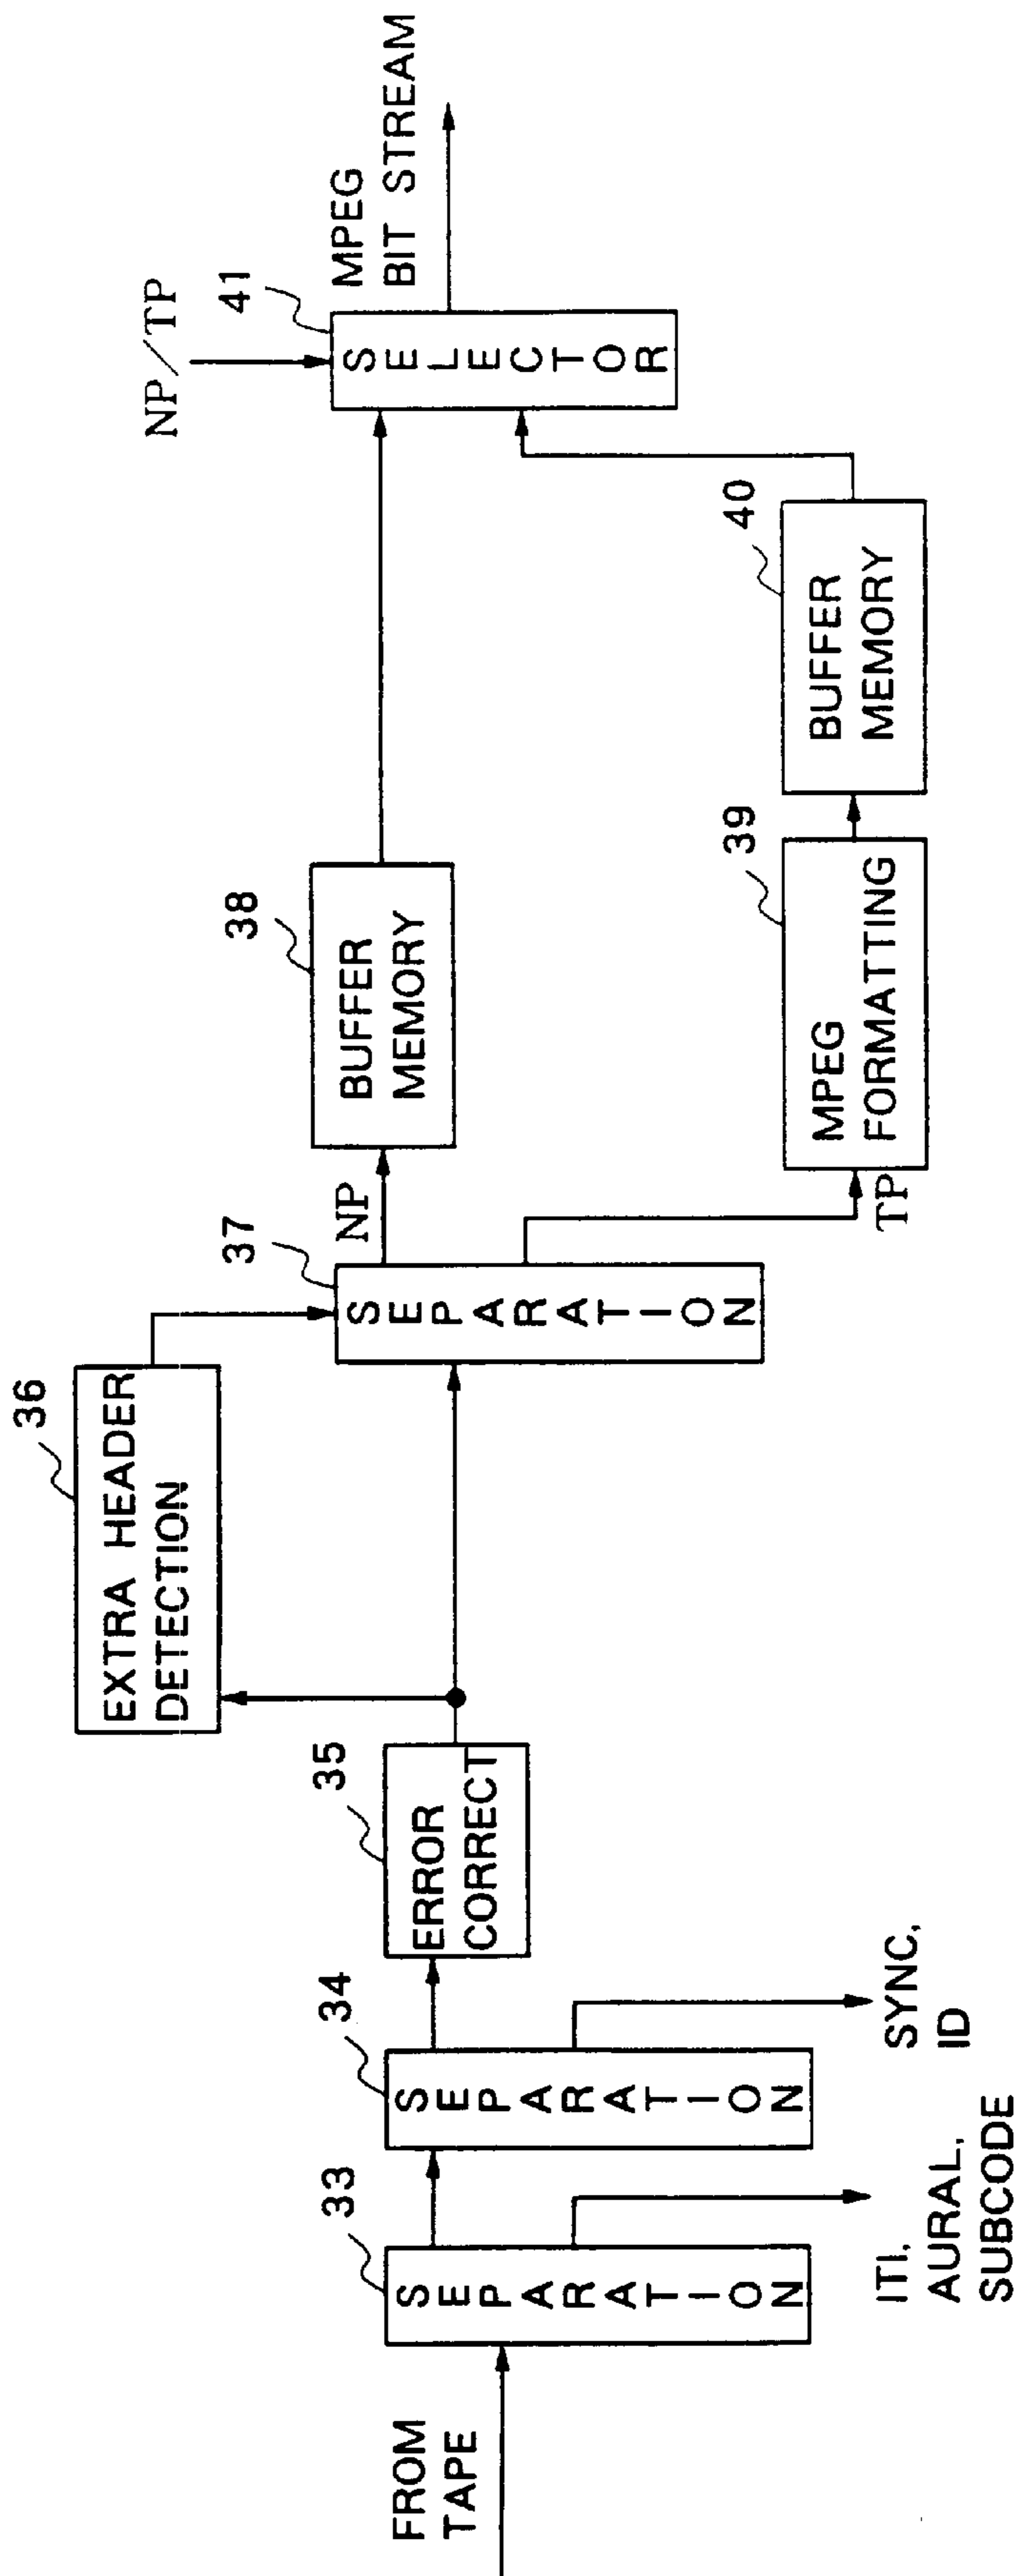 FROM
TAPE
33
SEPARATION
ITI,
AURAL,
SUBCODE
34
SEPARATION
SYNC,
ID
35
ERROR
CORRECT
36
EXTRA HEADER
DETECTION
37
SEPARATION
NP
TP
38
BUFFER
MEMORY
39
MPEG
FORMATTING
40
BUFFER
MEMORY
NP/TP
41
SELECTOR
MPEG
BIT STREAM